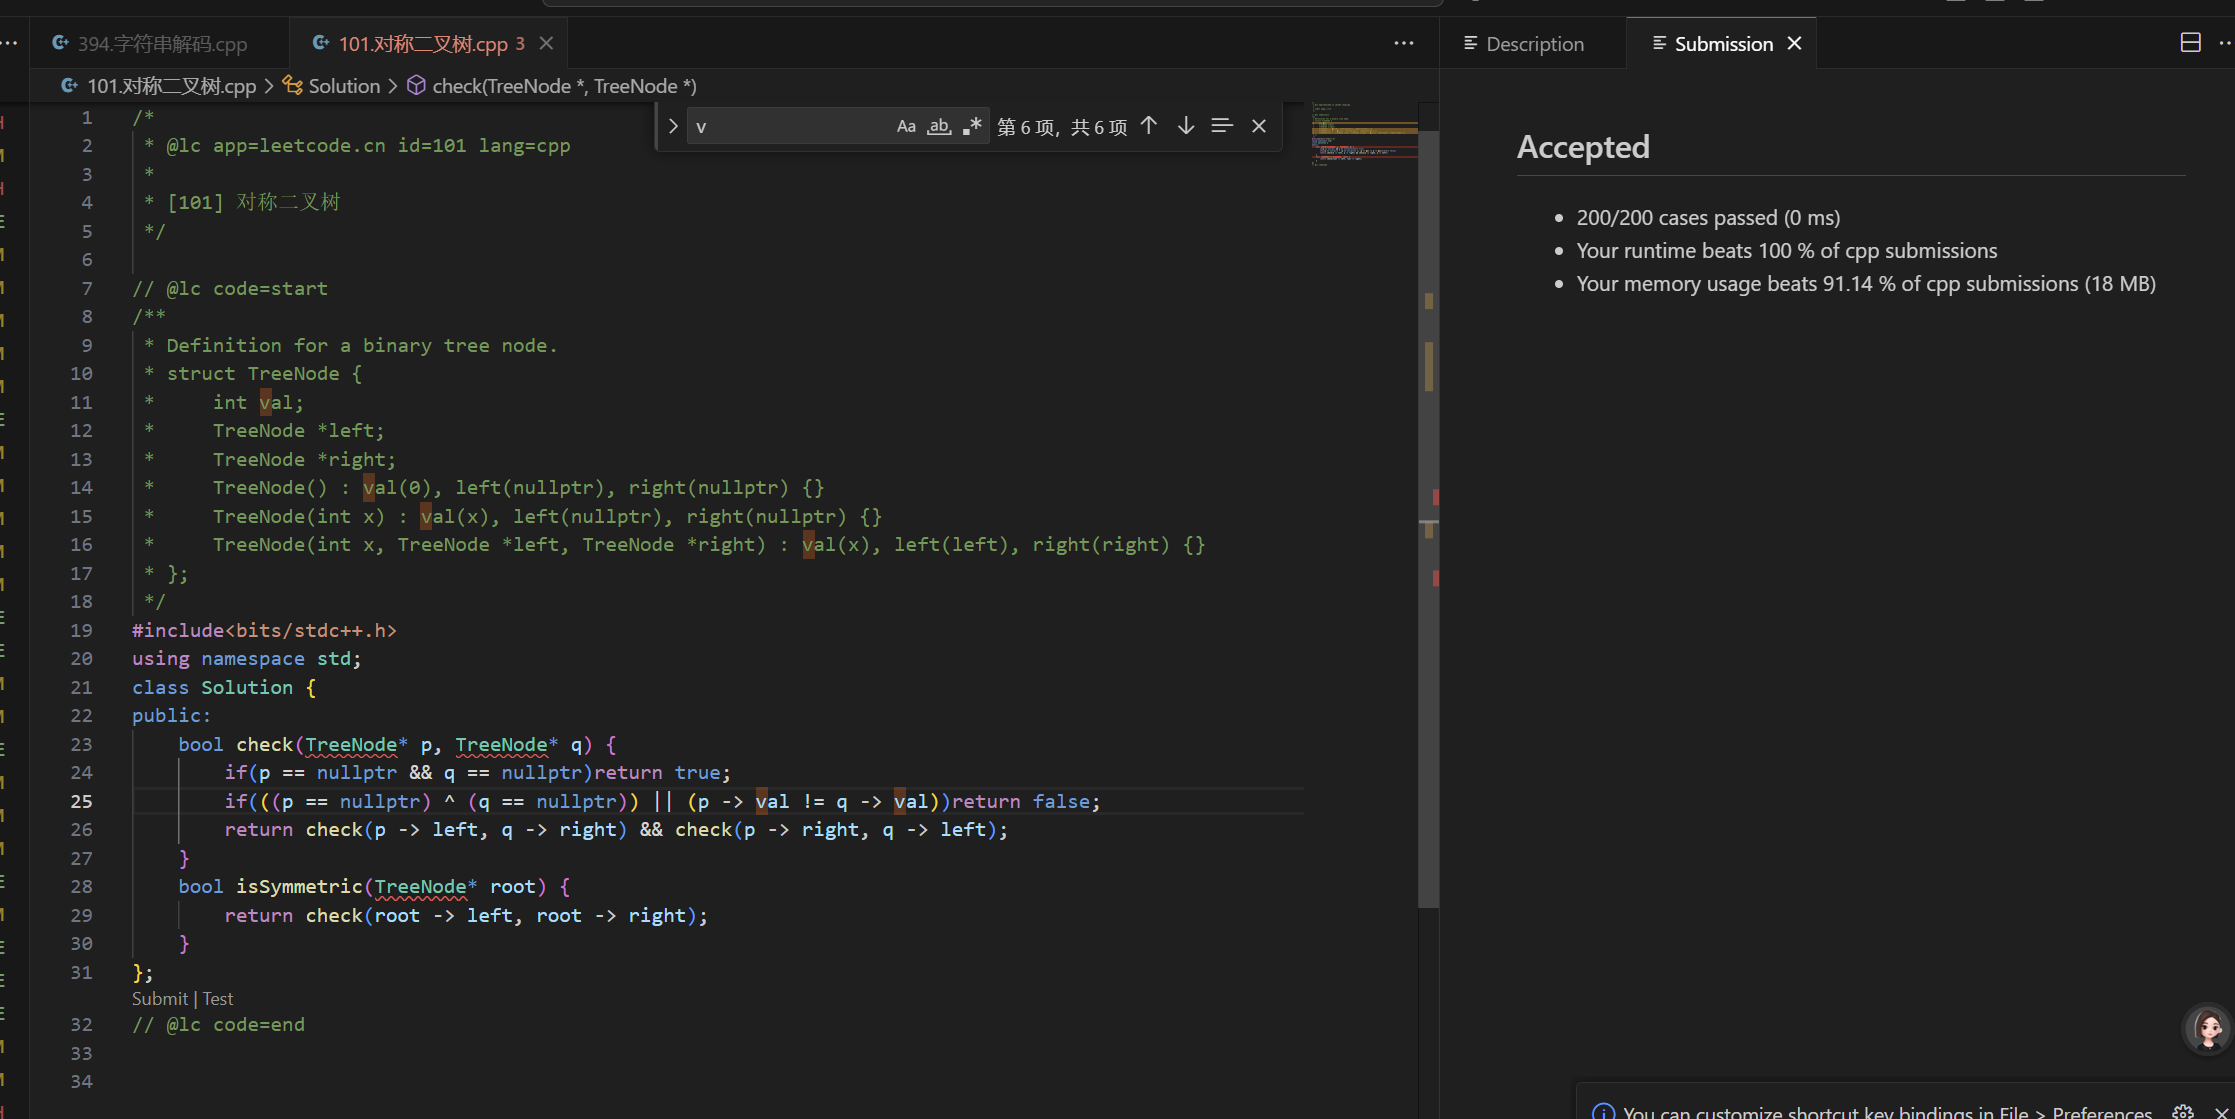 394.字符串解码.cpp
101.对称二叉树.cpp 3
Description
Submission
101.对称二叉树.cpp > Solution > check(TreeNode *, TreeNode *)
v
Aa ab, .*
第 6 项, 共 6 项
1 /*
2 * @lc app=leetcode.cn id=101 lang=cpp
3 *
4 * [101] 对称二叉树
5 */
6
7 // @lc code=start
8 /**
9 * Definition for a binary tree node.
10 * struct TreeNode {
11 *     int val;
12 *     TreeNode *left;
13 *     TreeNode *right;
14 *     TreeNode() : val(0), left(nullptr), right(nullptr) {}
15 *     TreeNode(int x) : val(x), left(nullptr), right(nullptr) {}
16 *     TreeNode(int x, TreeNode *left, TreeNode *right) : val(x), left(left), right(right) {}
17 * };
18 */
19 #include<bits/stdc++.h>
20 using namespace std;
21 class Solution {
22 public:
23     bool check(TreeNode* p, TreeNode* q) {
24         if(p == nullptr && q == nullptr)return true;
25         if(((p == nullptr) ^ (q == nullptr)) || (p -> val != q -> val))return false;
26         return check(p -> left, q -> right) && check(p -> right, q -> left);
27     }
28     bool isSymmetric(TreeNode* root) {
29         return check(root -> left, root -> right);
30     }
31 };
Submit | Test
32 // @lc code=end
33
34
Accepted
• 200/200 cases passed (0 ms)
• Your runtime beats 100 % of cpp submissions
• Your memory usage beats 91.14 % of cpp submissions (18 MB)
You can customize shortcut key bindings in File > Preferences